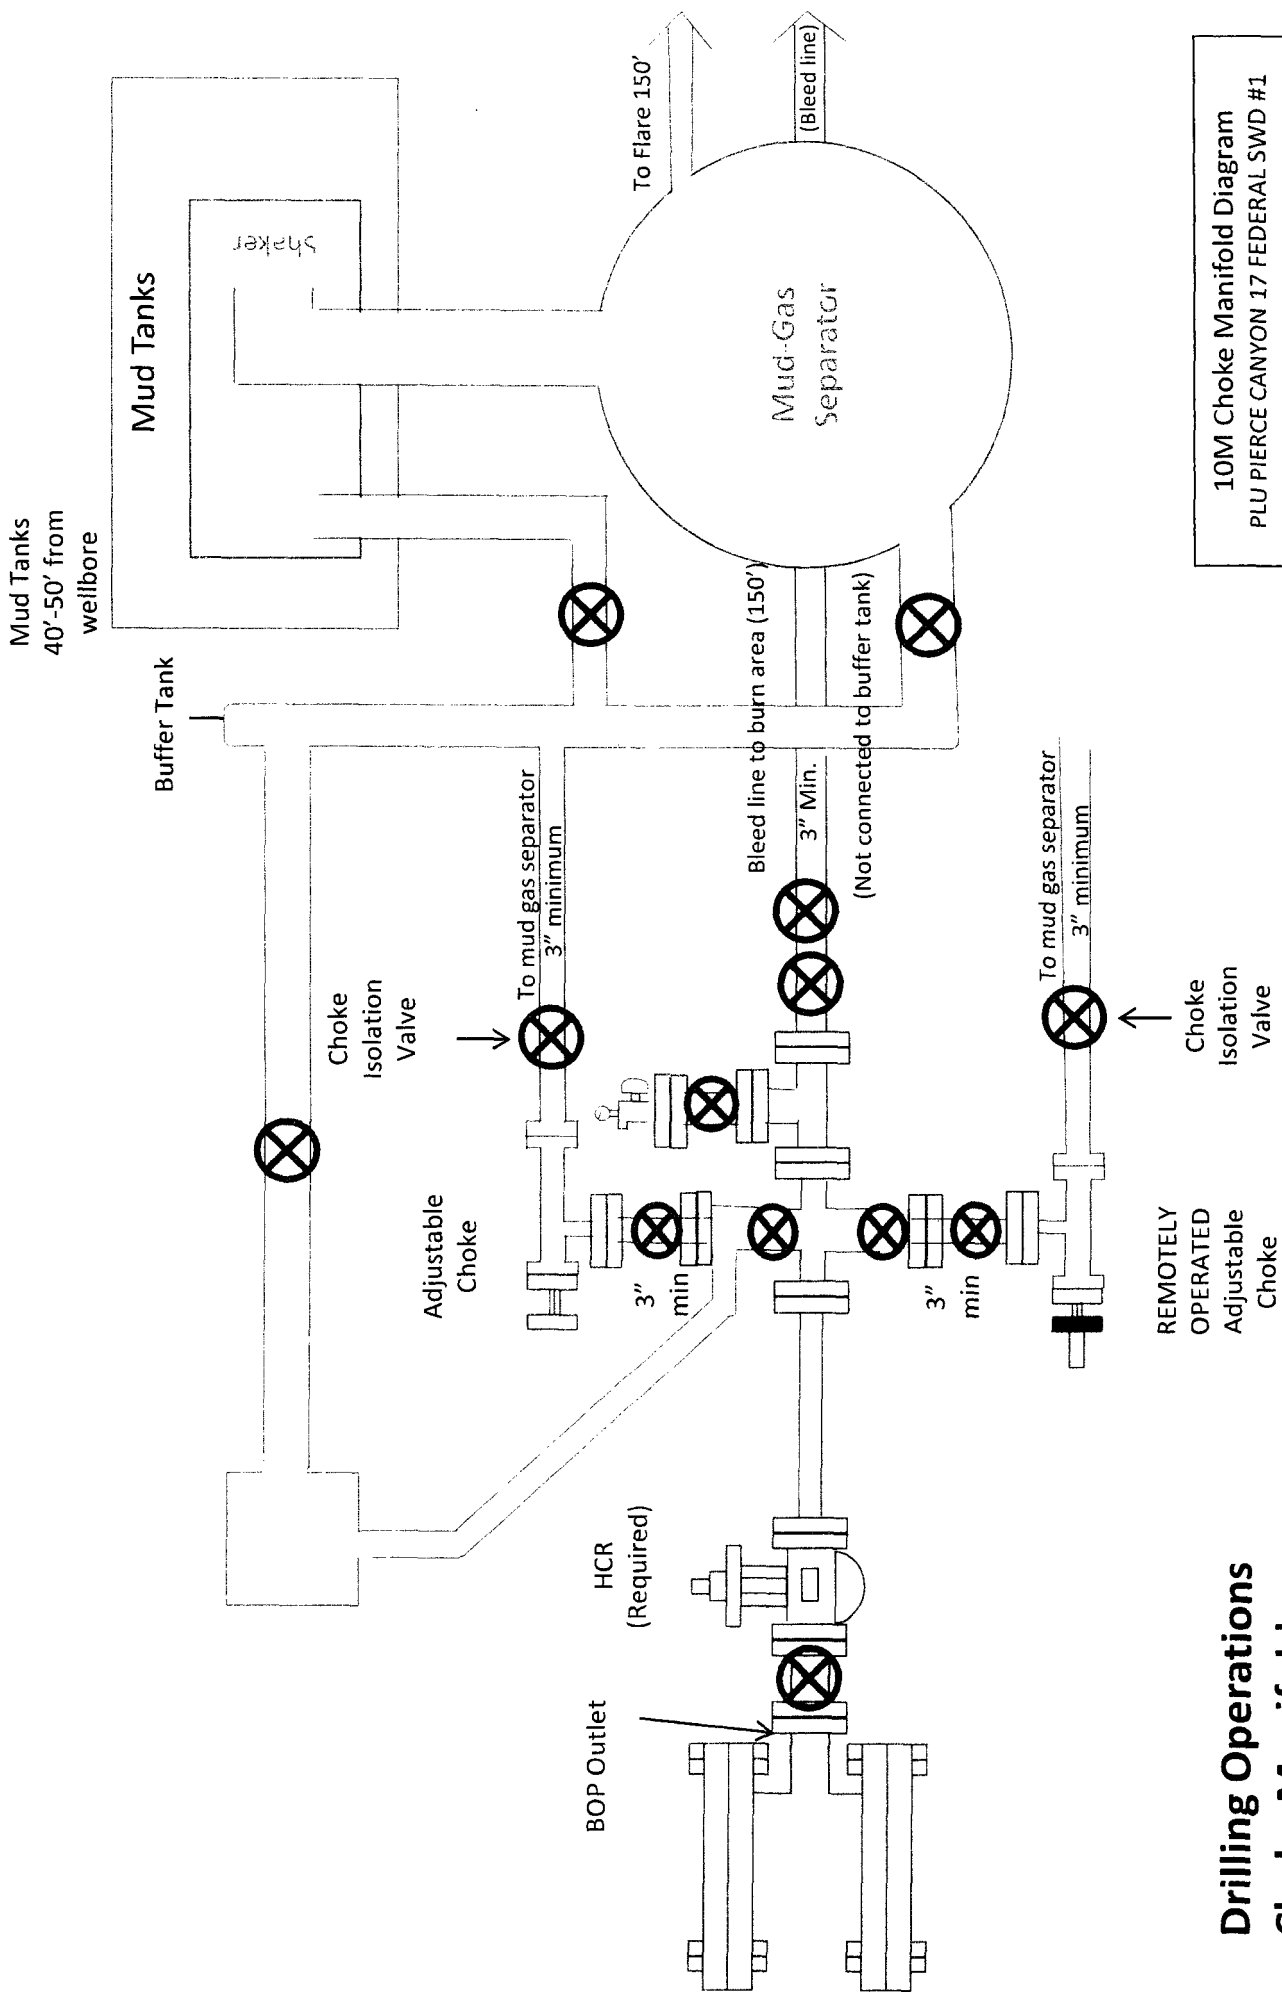 Mud Tanks
40'-50' from
wellbore
Mud Tanks
Shaker
Buffer Tank
To Flare 150'
(Bleed line)
Mud-Gas
Separator
Bleed line to burn area (150')
3" Min.
(Not connected to buffer tank)
To mud gas separator
3" minimum
Choke
Isolation
Valve
Adjustable
Choke
3"
min
3"
min
To mud gas separator
3" minimum
Choke
Isolation
Valve
REMOTELY
OPERATED
Adjustable
Choke
HCR
(Required)
BOP Outlet
10M Choke Manifold Diagram
PLU PIERCE CANYON 17 FEDERAL SWD #1
Drilling Operations